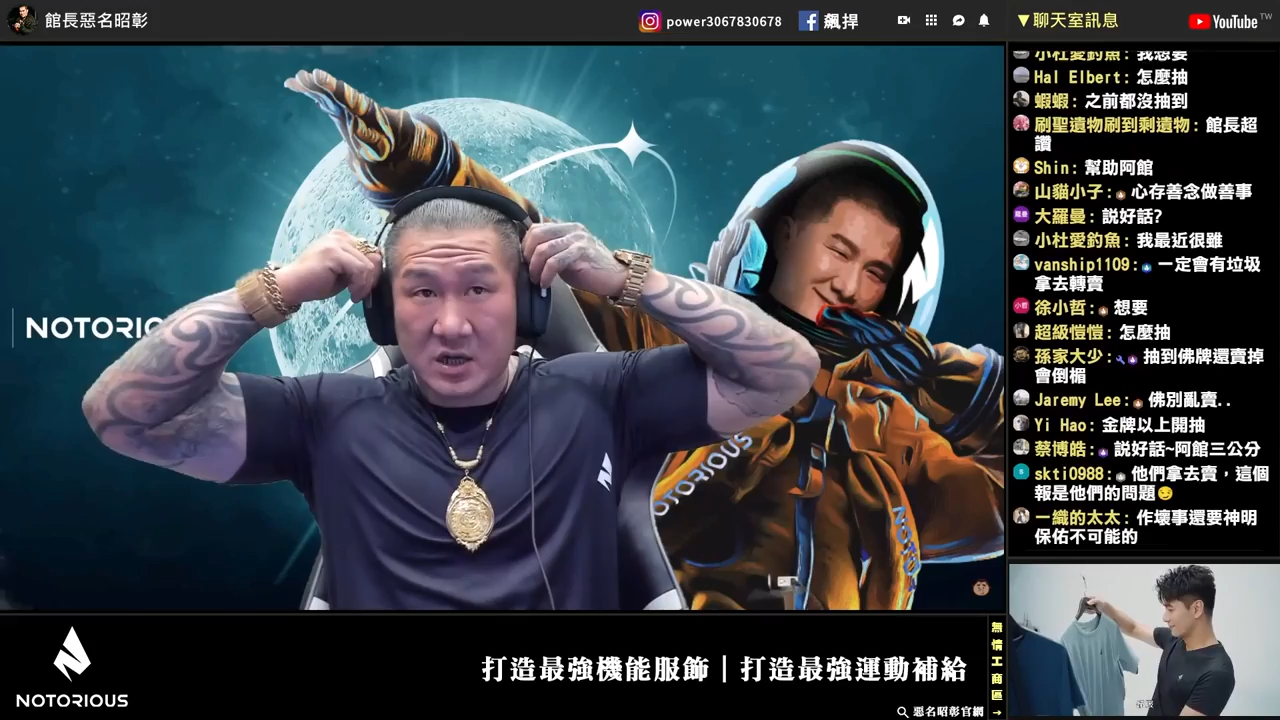 館長惡名昭彰
power3067830678
飆捍
▼聊天室訊息
YouTube TW
Hal Elbert: 怎麼抽
蝦蝦: 之前都沒抽到
刷聖遺物刷到剩遺物: 館長超
讚
Shin: 幫助阿館
山貓小子: 心存善念做善事
大羅曼: 説好話?
小杜愛釣魚: 我最近很雖
vanship1109: 一定會有垃圾
拿去轉賣
徐小哲: 想要
超級愷愷: 怎麼抽
孫家大少: 抽到佛牌還賣掉
會倒楣
Jaremy Lee: 佛別亂賣..
Yi Hao: 金牌以上開抽
蔡博皓: 説好話~阿館三公分
skti0988: 他們拿去賣，這個
報是他們的問題😏
一織的太太: 作壞事還要神明
保佑不可能的
NOTORIO
NOTORIOUS
打造最強機能服飾｜打造最強運動補給
無情工商區→
NOTORIOUS
惡名昭彰官網